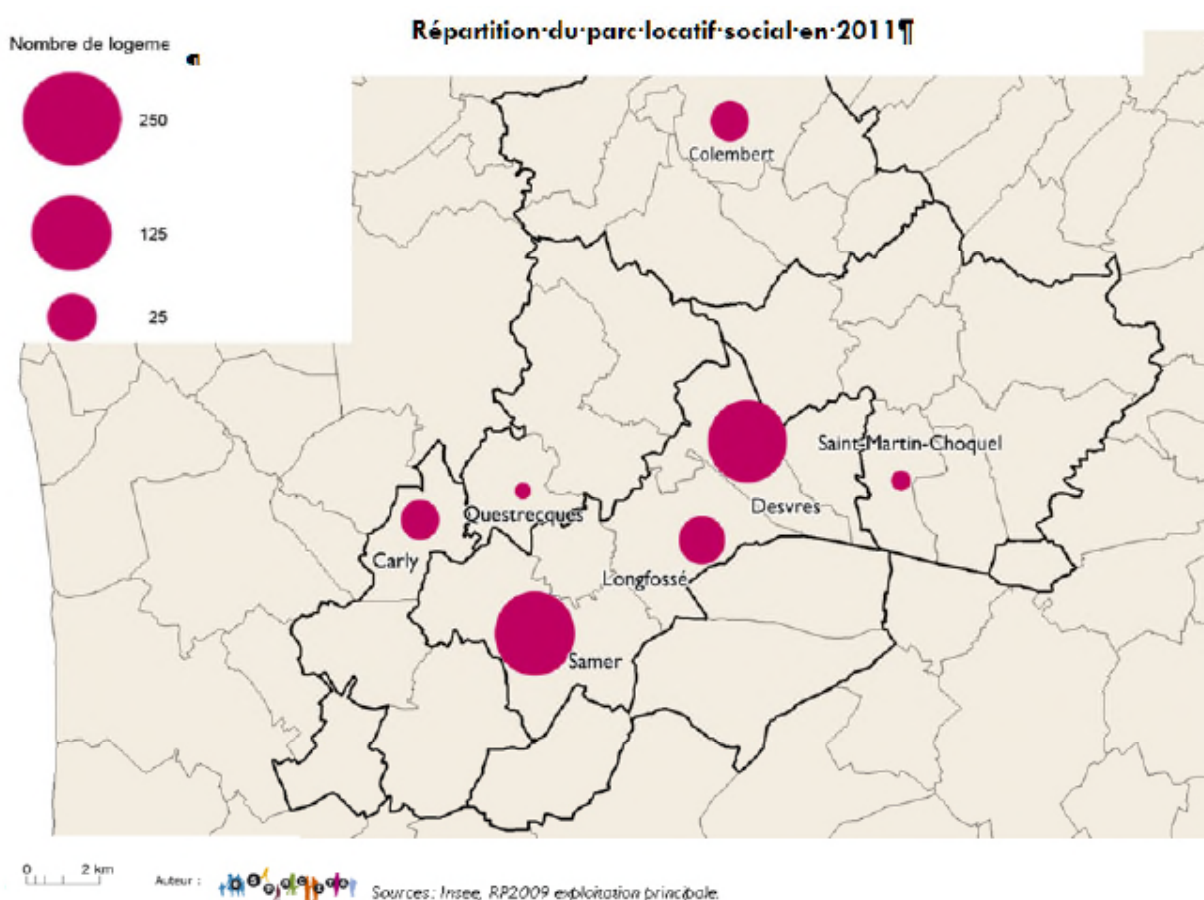 Répartition·du·parc·locatif·social·en·2011¶
Nombre de logeme
¶
250
125
25
Colembert
Saint-Martin-Choquel
Desvres
Questrecques
Carly
Longfossé
Samer
0 2 km
Auteur :
Sources: Insee, RP2009 exploitation principale.